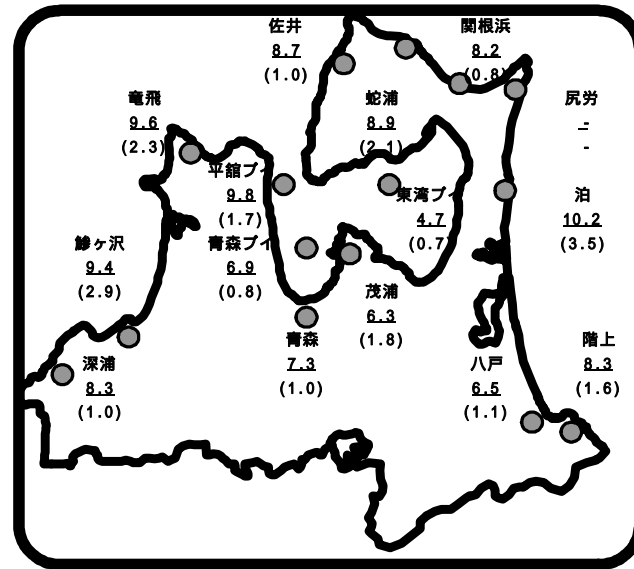 佐井
8.7
(1.0)
関根浜
8.2
(0.8)
竜飛
9.6
(2.3)
蛇浦
8.9
(2.1)
尻労
-
-
平舘ブイ
9.8
(1.7)
東湾ブイ
4.7
(0.7)
泊
10.2
(3.5)
鰺ヶ沢
9.4
(2.9)
青森ブイ
6.9
(0.8)
茂浦
6.3
(1.8)
青森
7.3
(1.0)
深浦
8.3
(1.0)
八戸
6.5
(1.1)
階上
8.3
(1.6)